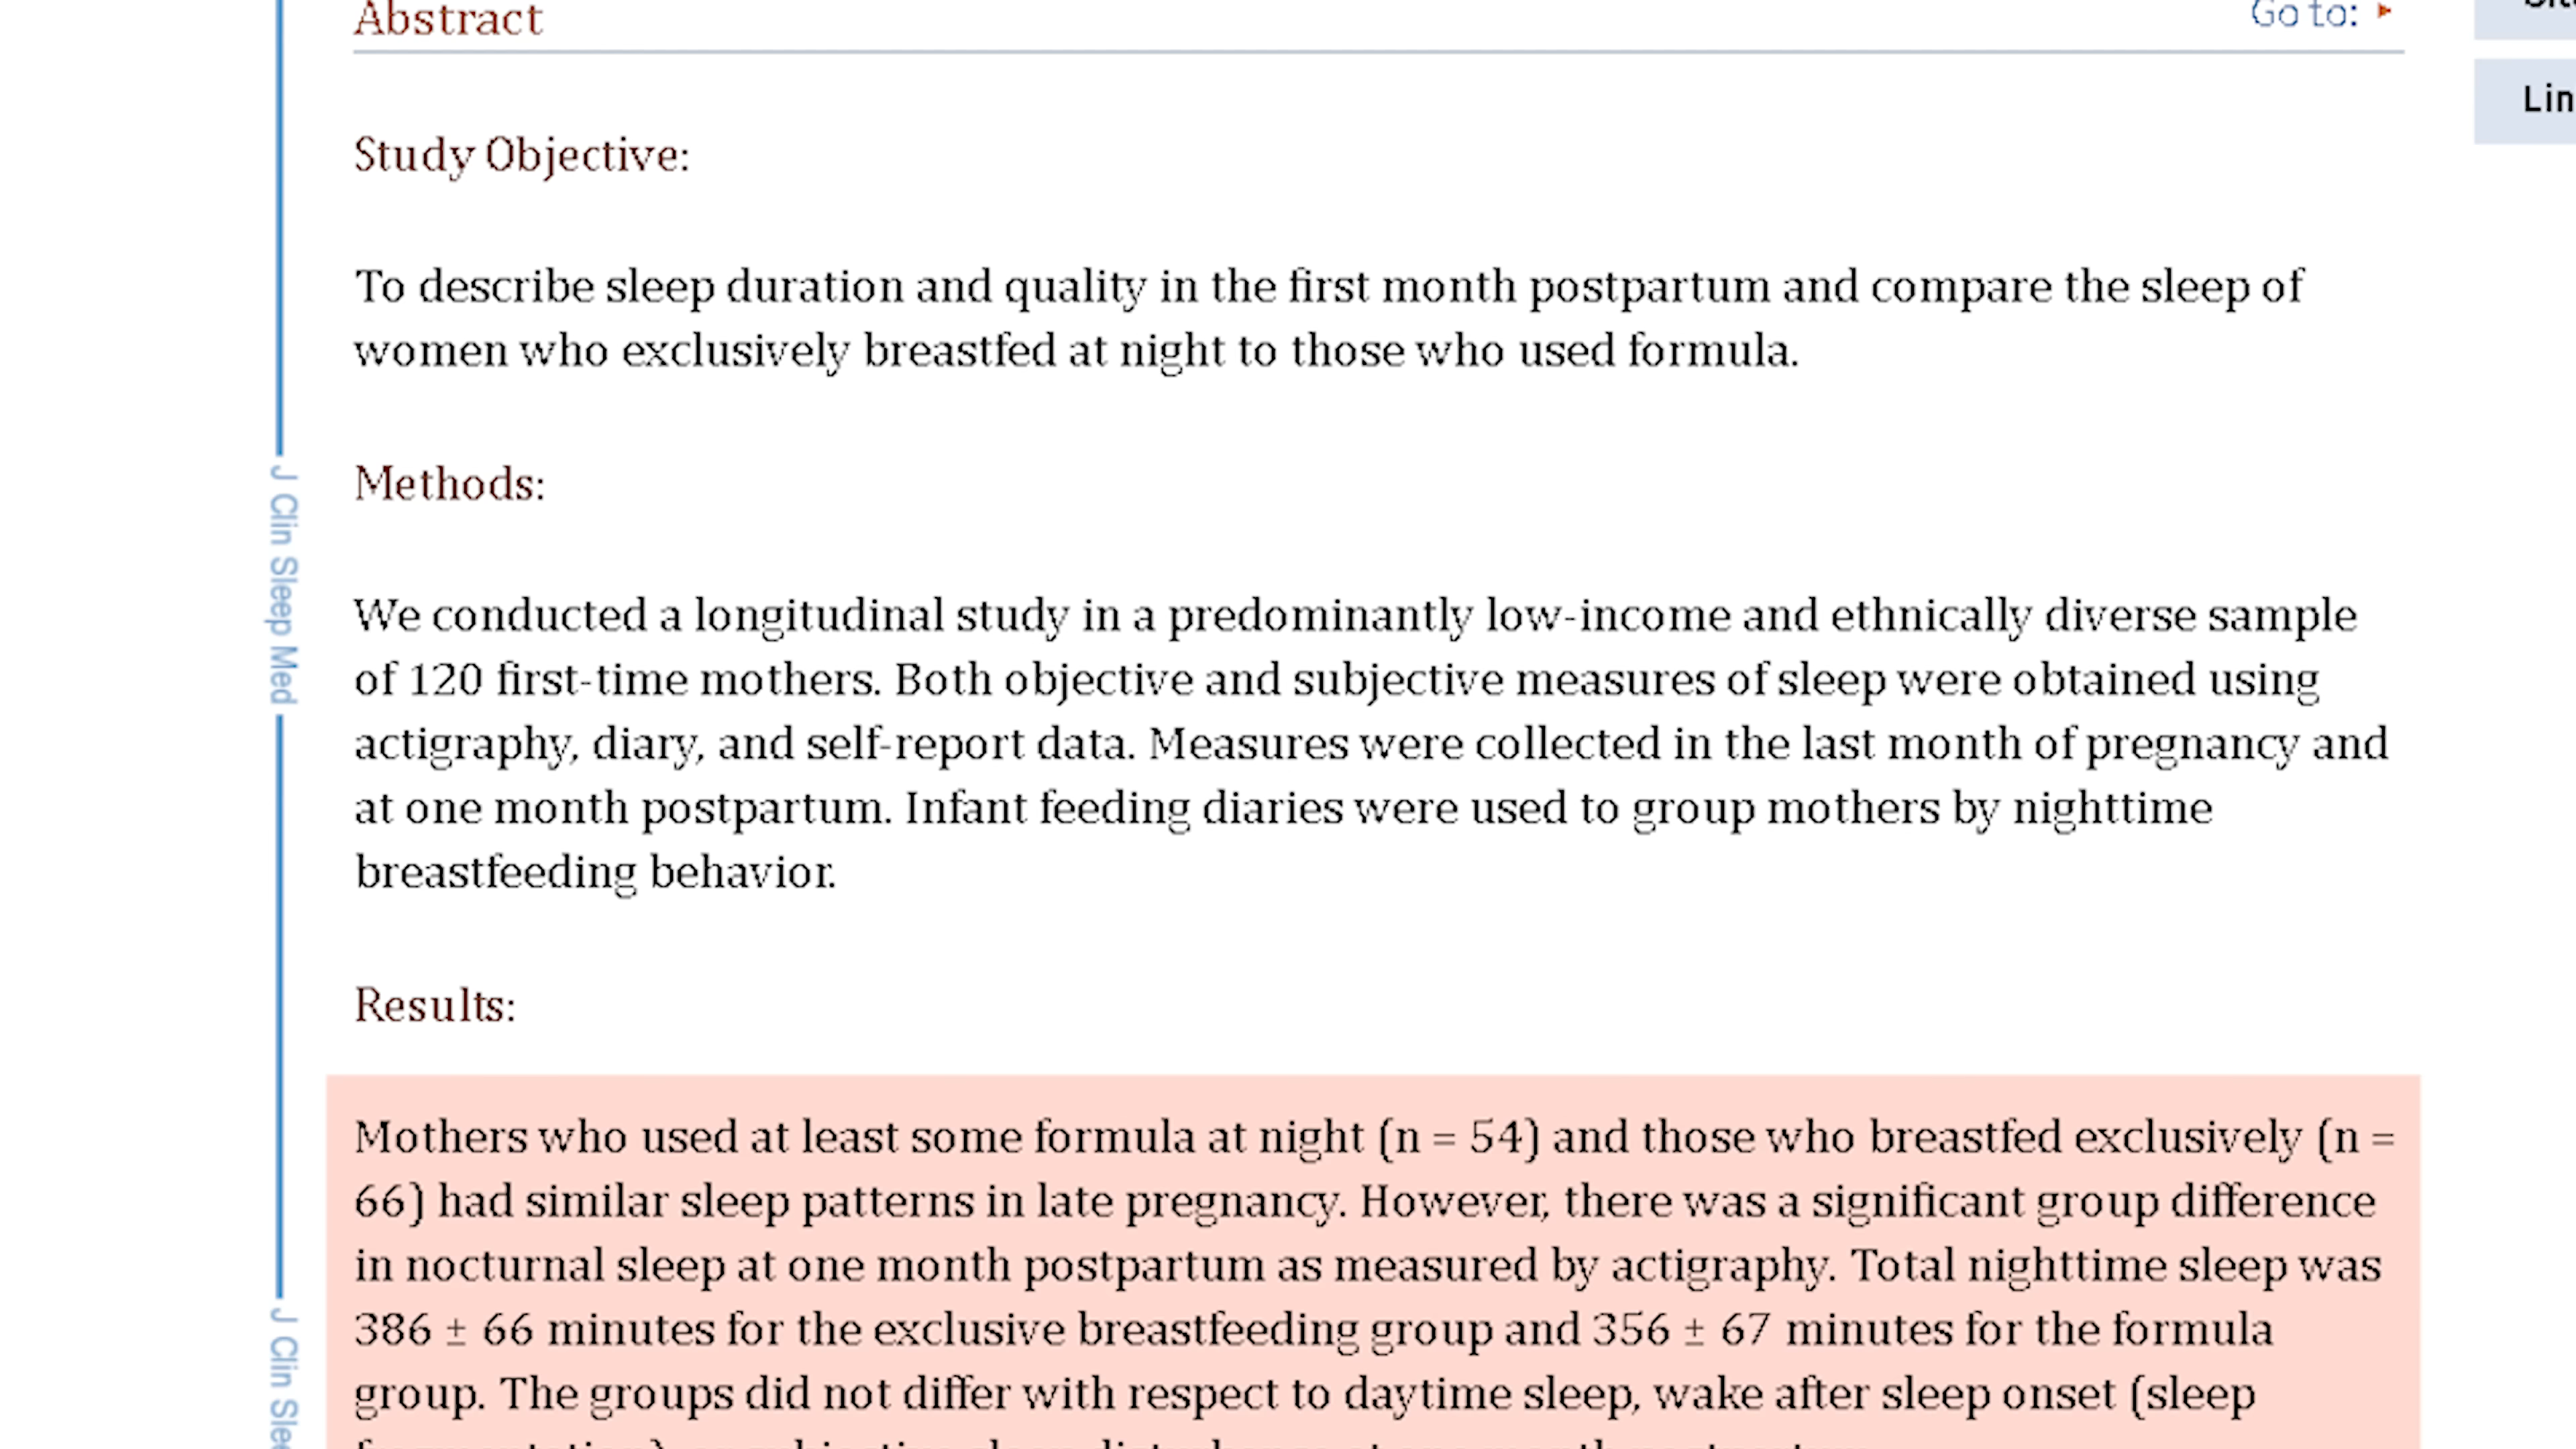 Abstract
Go to: ▸
Lin
Study Objective:
To describe sleep duration and quality in the first month postpartum and compare the sleep of
women who exclusively breastfed at night to those who used formula.
Methods:
We conducted a longitudinal study in a predominantly low-income and ethnically diverse sample
of 120 first-time mothers. Both objective and subjective measures of sleep were obtained using
actigraphy, diary, and self-report data. Measures were collected in the last month of pregnancy and
at one month postpartum. Infant feeding diaries were used to group mothers by nighttime
breastfeeding behavior.
Results:
Mothers who used at least some formula at night (n = 54) and those who breastfed exclusively (n =
66) had similar sleep patterns in late pregnancy. However, there was a significant group difference
in nocturnal sleep at one month postpartum as measured by actigraphy. Total nighttime sleep was
386 ± 66 minutes for the exclusive breastfeeding group and 356 ± 67 minutes for the formula
group. The groups did not differ with respect to daytime sleep, wake after sleep onset (sleep
J Clin Sleep Med
J Clin Slee